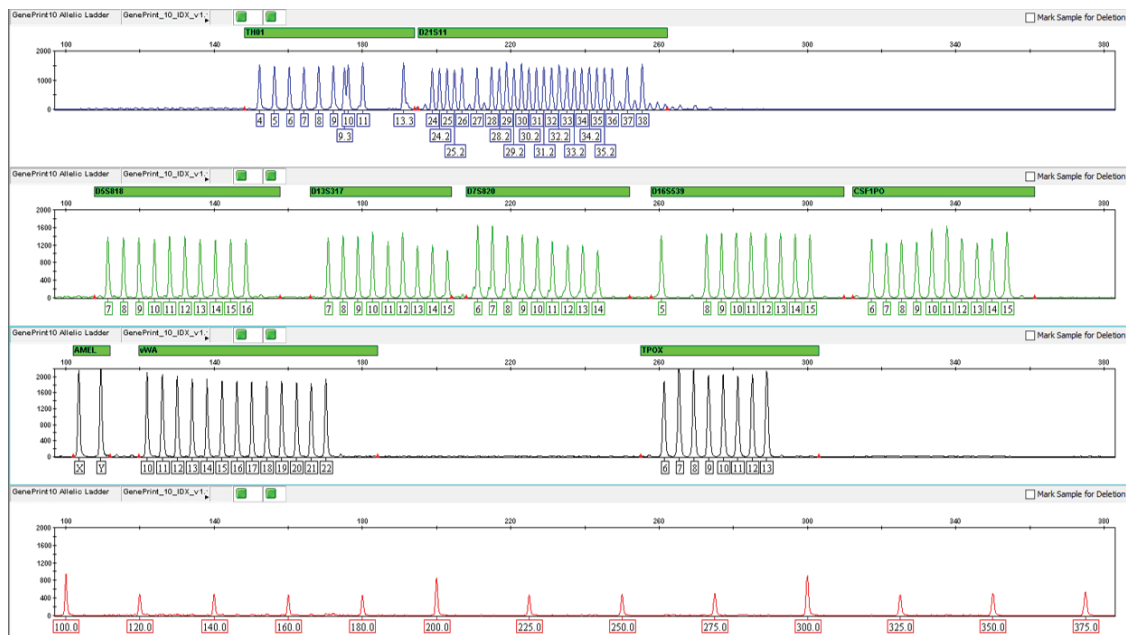 GenePrint10 Allelic Ladder GenePrint_10_IDX_v1. Mark Sample for Deletion
TH01 D21S11
100 140 180 220 260 300 340 380
2000
1000
0
4 5 6 7 8 9 10 11 13.3 24 25 26 27 28 29 30 31 32 33 34 35 36 37 38
9.3 24.2 28.2 30.2 32.2 34.2
25.2 29.2 31.2 33.2 35.2
GenePrint10 Allelic Ladder GenePrint_10_IDX_v1. Mark Sample for Deletion
D5S818 D13S317 D7S820 D16S539 CSF1PO
100 140 180 220 260 300 340 380
2000
1600
1200
800
400
0
7 8 9 10 11 12 13 14 15 16 7 8 9 10 11 12 13 14 15 6 7 8 9 10 11 12 13 14 5 8 9 10 11 12 13 14 15 6 7 8 9 10 11 12 13 14 15
GenePrint10 Allelic Ladder GenePrint_10_IDX_v1. Mark Sample for Deletion
AMEL vWA TPOX
100 140 180 220 260 300 340 380
2000
1600
1200
800
400
0
X Y 10 11 12 13 14 15 16 17 18 19 20 21 22 6 7 8 9 10 11 12 13
GenePrint10 Allelic Ladder GenePrint_10_IDX_v1. Mark Sample for Deletion
100 140 180 220 260 300 340 380
2000
1600
1200
800
400
0
100.0 120.0 140.0 160.0 180.0 200.0 225.0 250.0 275.0 300.0 325.0 350.0 375.0